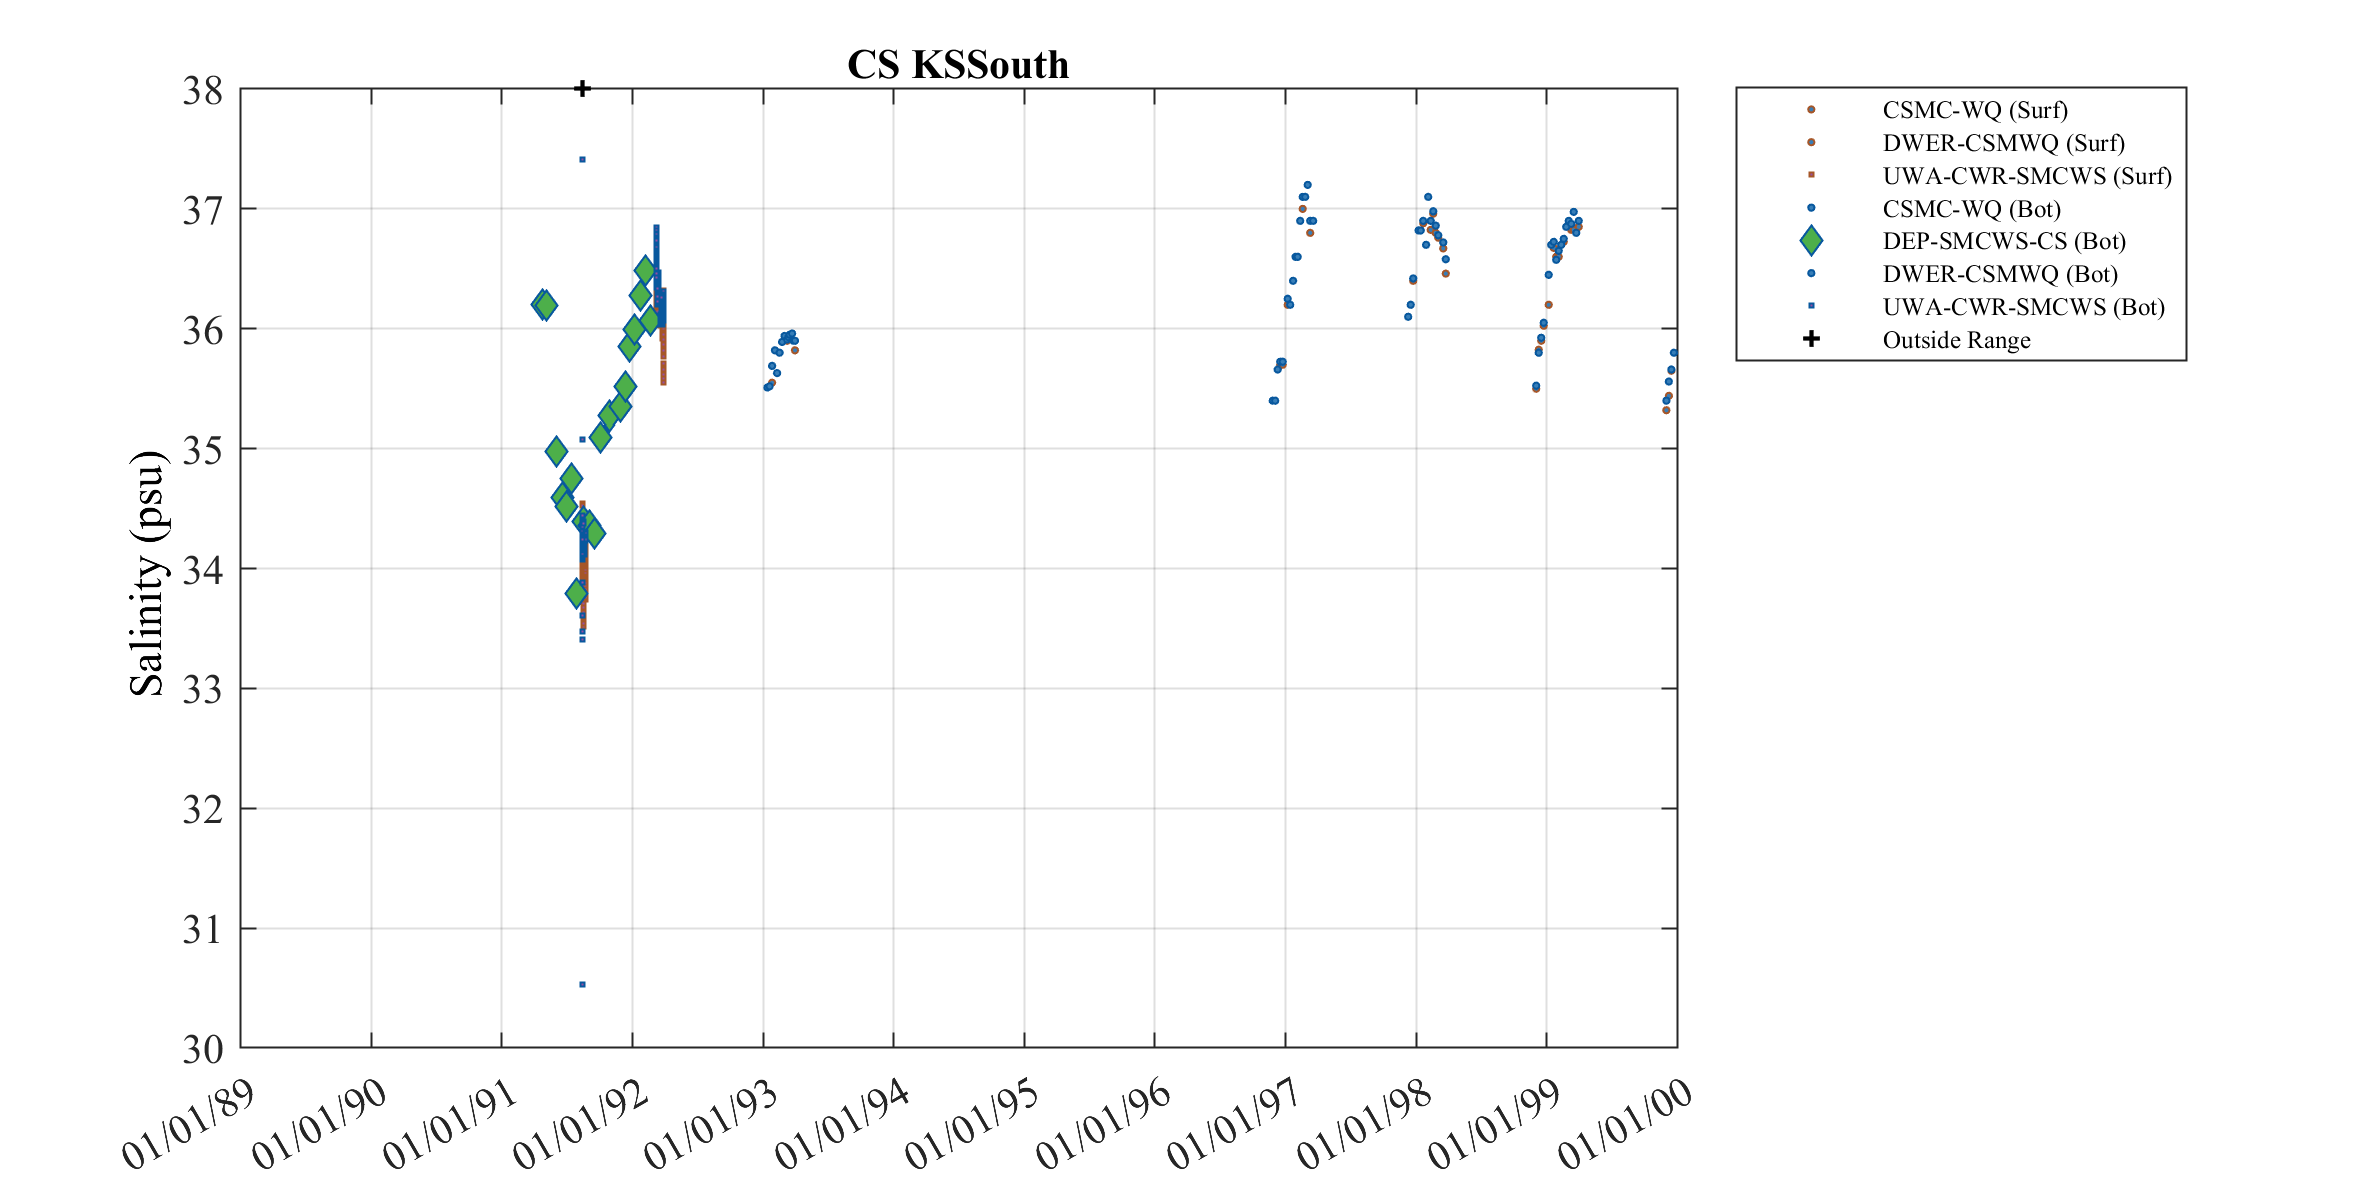 CS KSSouth
38
37
36
35
34
33
32
31
30
Salinity (psu)
01/01/89
01/01/90
01/01/91
01/01/92
01/01/93
01/01/94
01/01/95
01/01/96
01/01/97
01/01/98
01/01/99
01/01/00
CSMC-WQ (Surf)
DWER-CSMWQ (Surf)
UWA-CWR-SMCWS (Surf)
CSMC-WQ (Bot)
DEP-SMCWS-CS (Bot)
DWER-CSMWQ (Bot)
UWA-CWR-SMCWS (Bot)
Outside Range